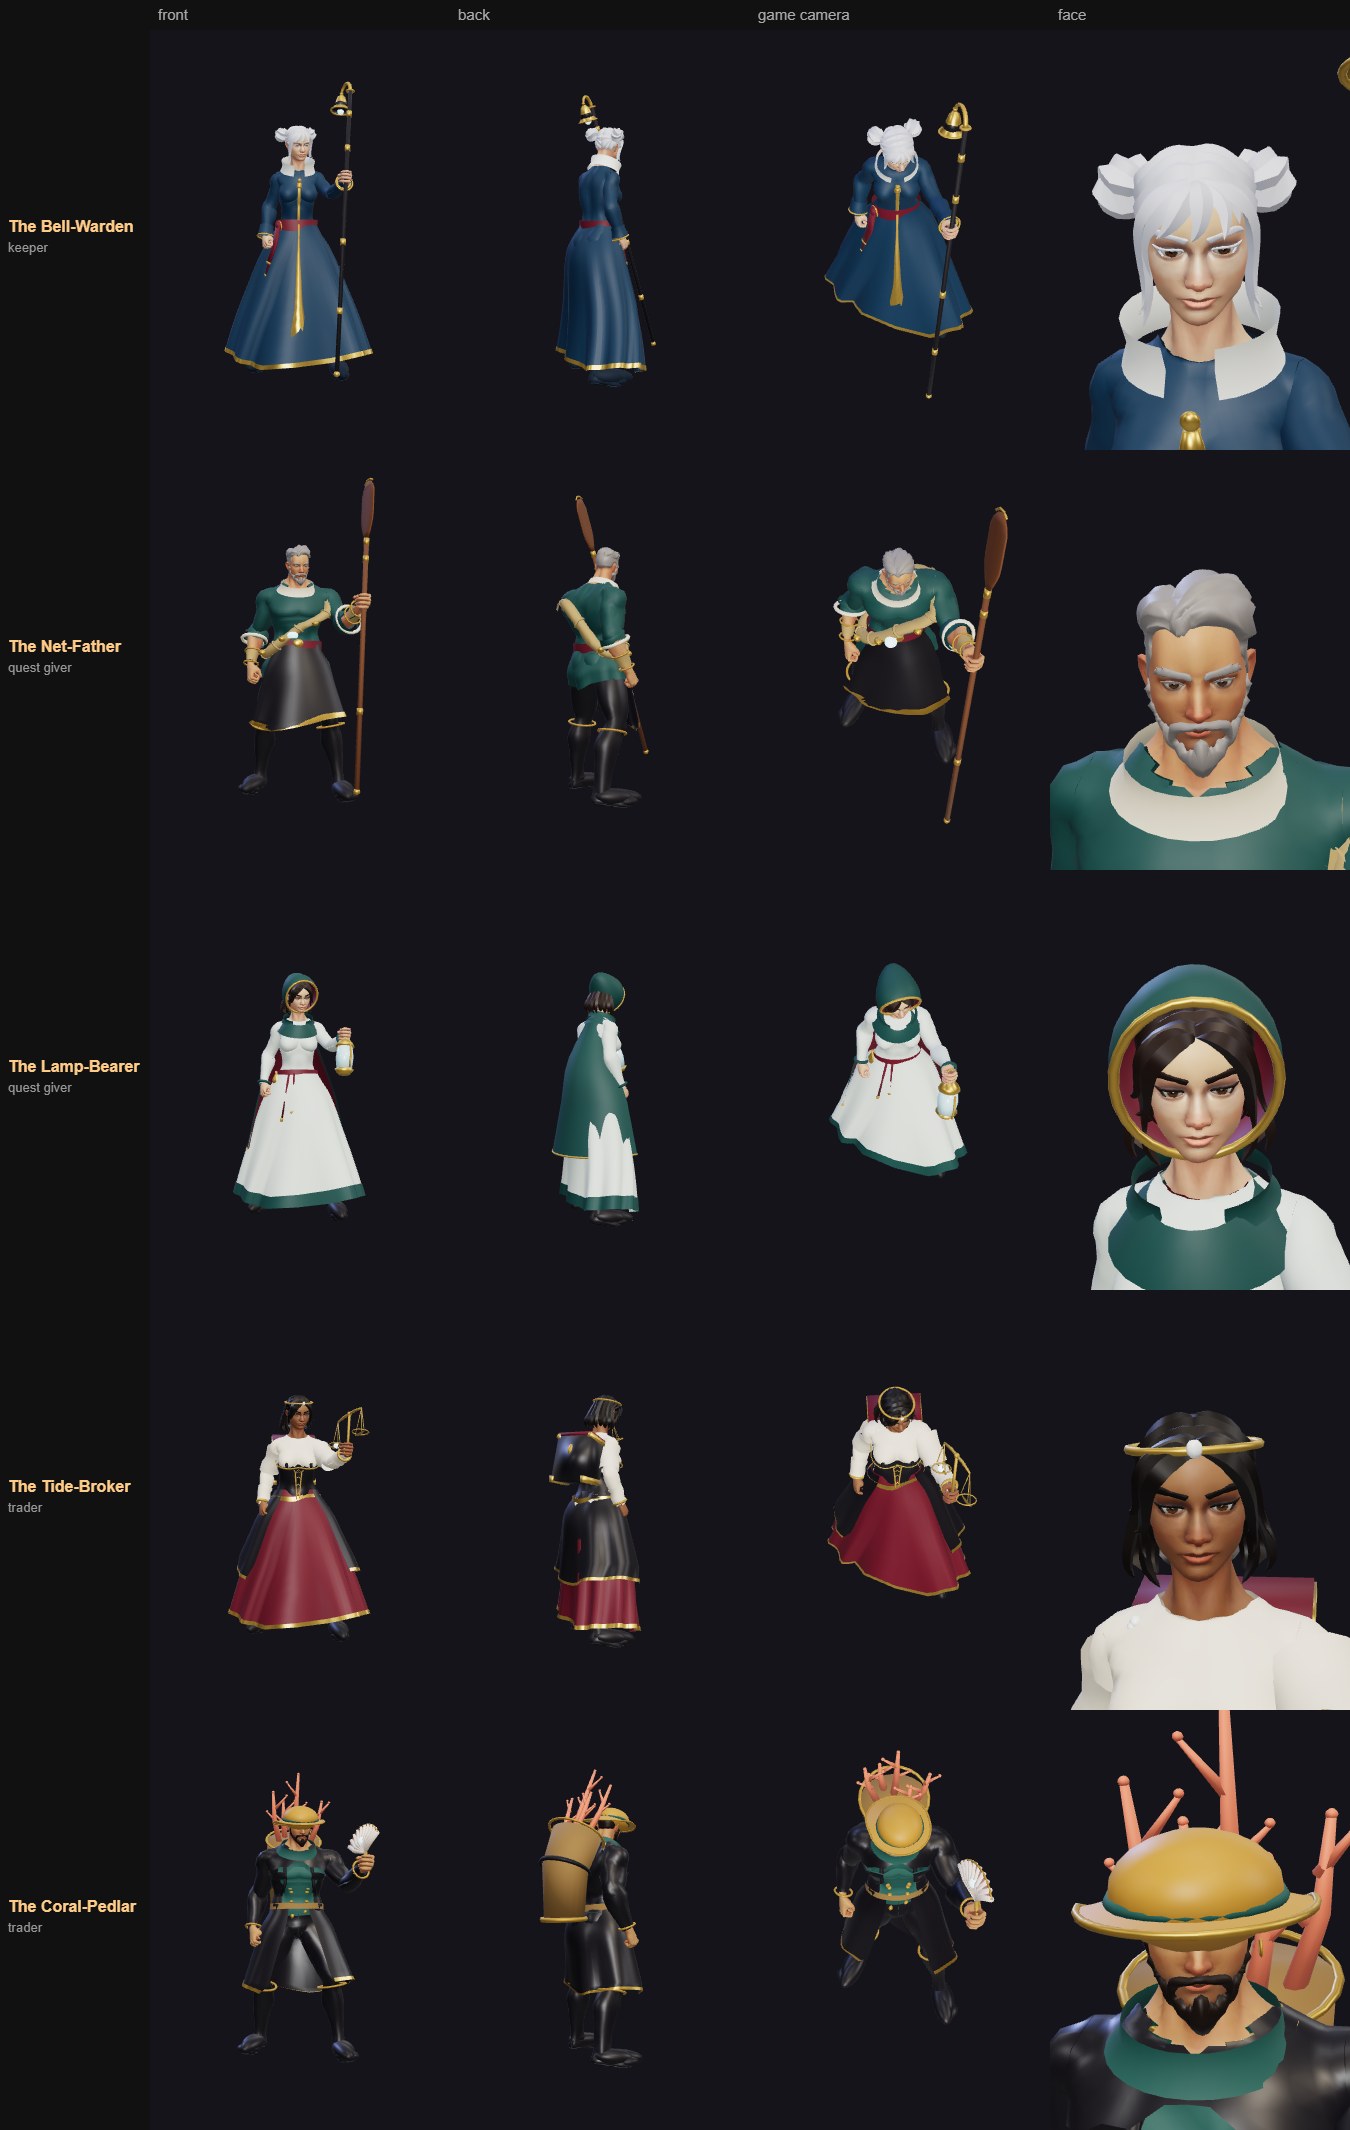 front
back
game camera
face
The Bell-Warden
keeper
The Net-Father
quest giver
The Lamp-Bearer
quest giver
The Tide-Broker
trader
The Coral-Pedlar
trader